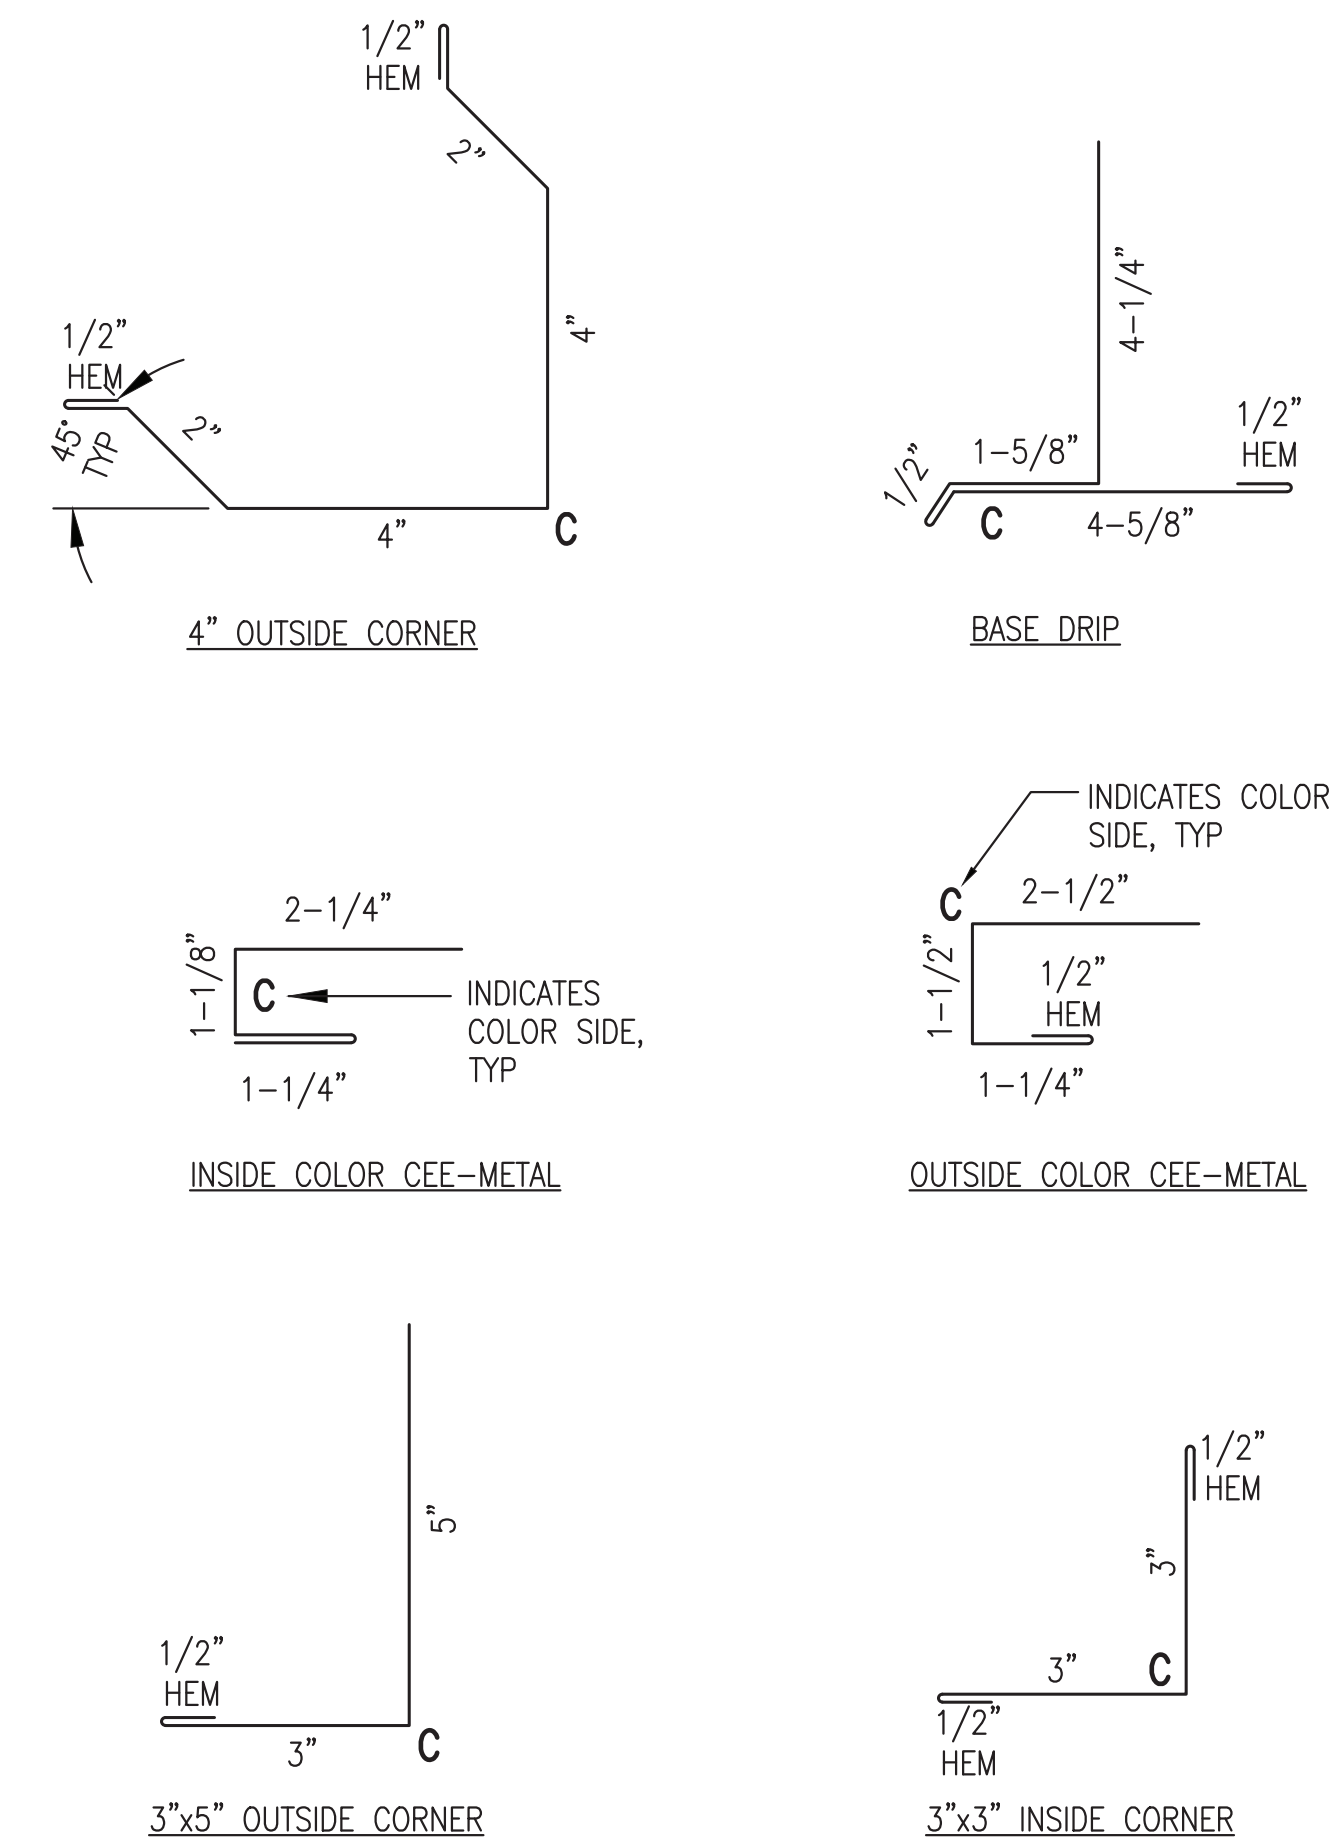 1/2”
HEM
2”
4”
1/2”
HEM
45°
TYP
2”
4”
C
4” OUTSIDE CORNER
4-1/4”
1/2”
1-5/8”
1/2”
HEM
C
4-5/8”
BASE DRIP
2-1/4”
1-1/8”
C
INDICATES
COLOR SIDE,
TYP
1-1/4”
INSIDE COLOR CEE-METAL
INDICATES COLOR
SIDE, TYP
C
2-1/2”
1-1/2”
1/2”
HEM
1-1/4”
OUTSIDE COLOR CEE-METAL
5”
1/2”
HEM
3”
C
3”x5” OUTSIDE CORNER
1/2”
HEM
3”
3”
C
1/2”
HEM
3”x3” INSIDE CORNER